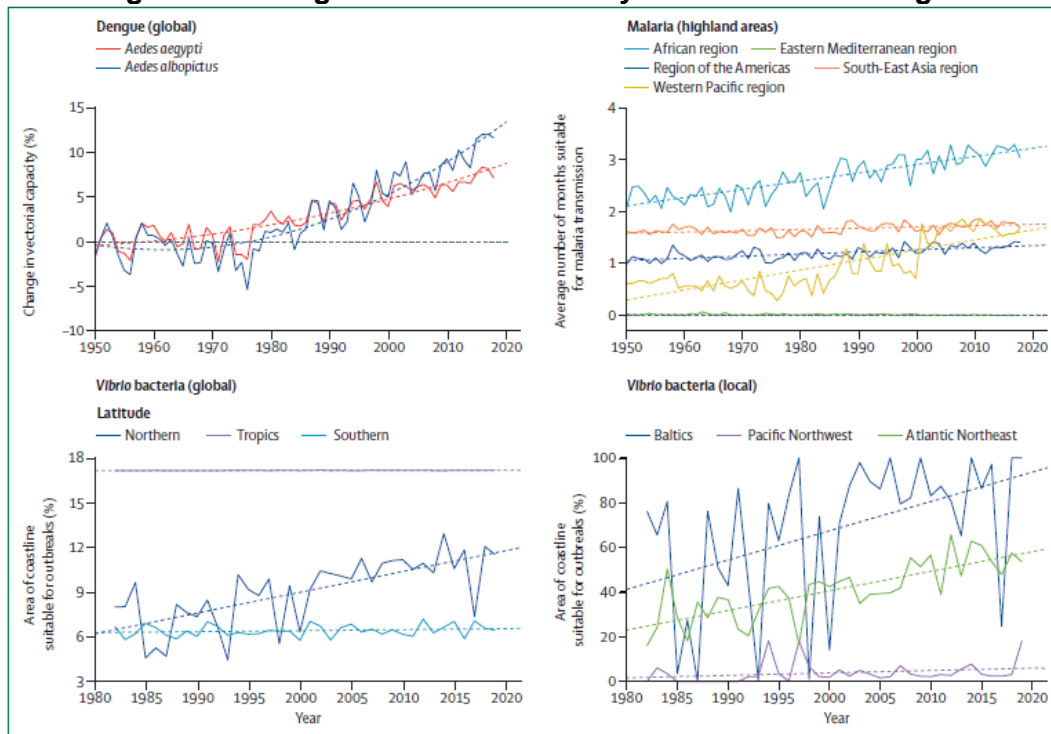 Dengue (global)
Aedes aegypti
Aedes albopictus
Change in vectorial capacity (%)
15
10
5
0
–5
–10
1950 1960 1970 1980 1990 2000 2010 2020
Malaria (highland areas)
African region Eastern Mediterranean region
Region of the Americas South-East Asia region
Western Pacific region
Average number of months suitable
for malaria transmission
4
3
2
1
0
1950 1960 1970 1980 1990 2000 2010 2020
Vibrio bacteria (global)
Latitude
Northern Tropics Southern
Area of coastline
suitable for outbreaks (%)
18
15
12
9
6
3
1980 1985 1990 1995 2000 2005 2010 2015 2020
Year
Vibrio bacteria (local)
Baltics Pacific Northwest Atlantic Northeast
Area of coastline
suitable for outbreaks (%)
100
80
60
40
20
0
1980 1985 1990 1995 2000 2005 2010 2015 2020
Year